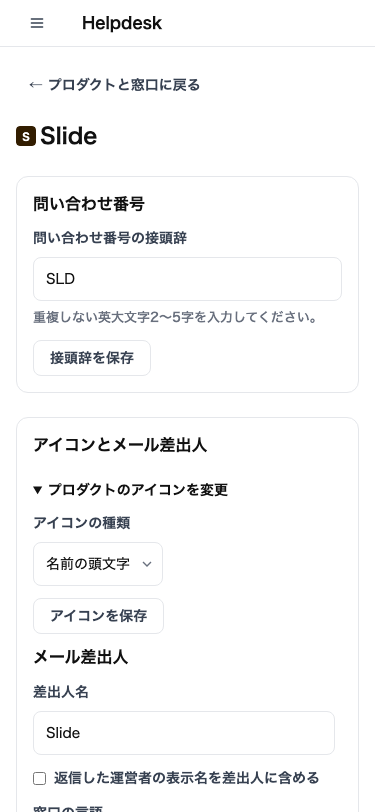 Helpdesk
← プロダクトと窓口に戻る
S Slide
問い合わせ番号
問い合わせ番号の接頭辞
SLD
重複しない英大文字2〜5字を入力してください。
接頭辞を保存
アイコンとメール差出人
▼ プロダクトのアイコンを変更
アイコンの種類
名前の頭文字
アイコンを保存
メール差出人
差出人名
Slide
返信した運営者の表示名を差出人に含める
窓口の言語